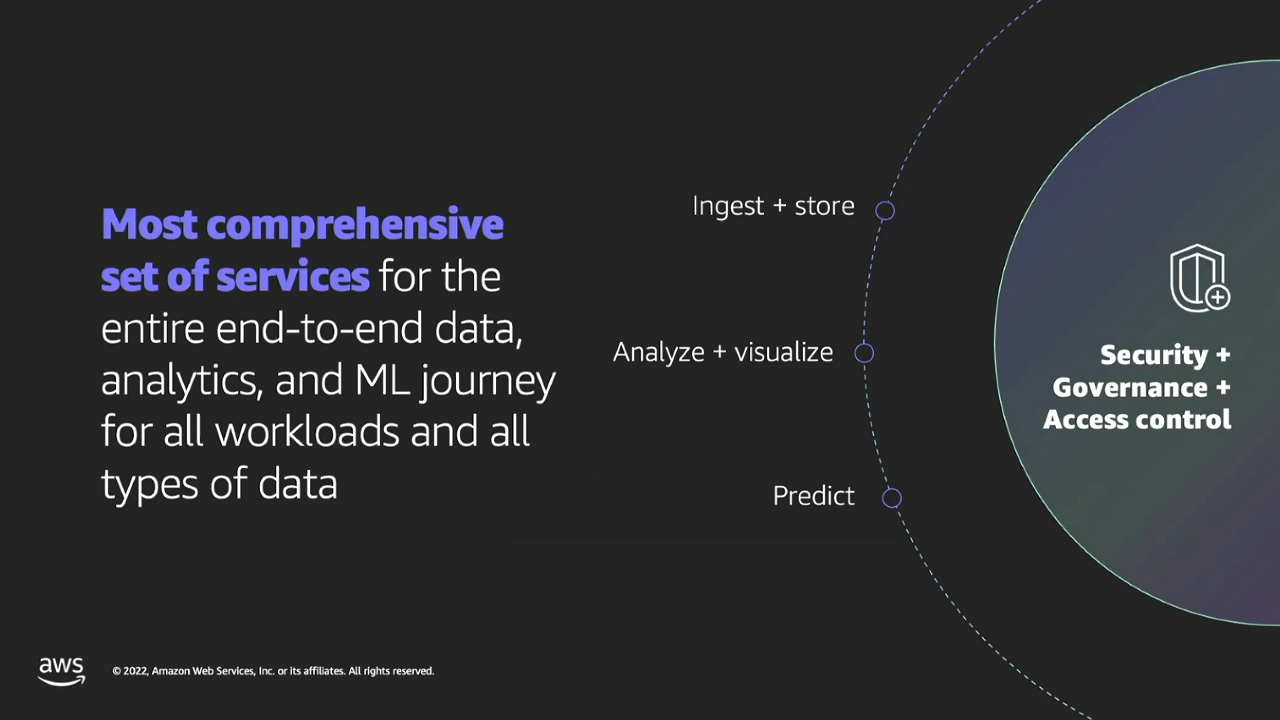 Most comprehensive
set of services for the
entire end-to-end data,
analytics, and ML journey
for all workloads and all
types of data
Ingest + store
Analyze + visualize
Predict
Security +
Governance +
Access control
aws
© 2022, Amazon Web Services, Inc. or its affiliates. All rights reserved.